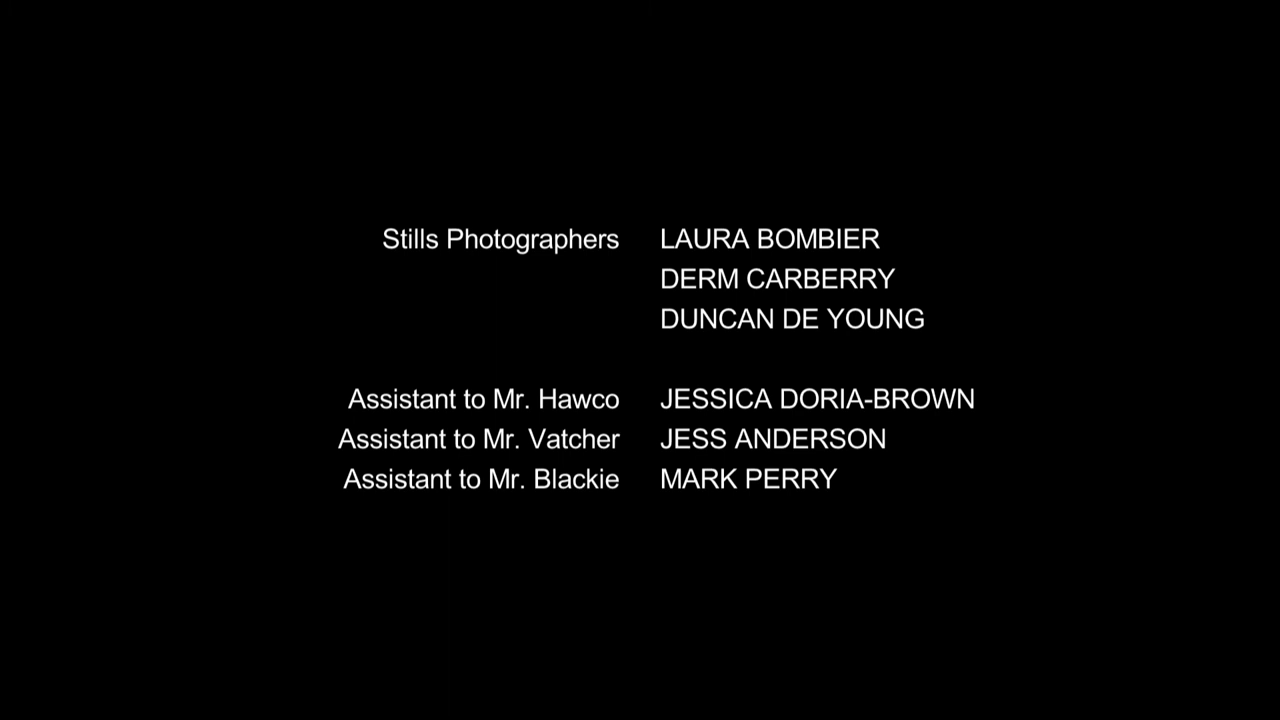 Stills Photographers LAURA BOMBIER
DERM CARBERRY
DUNCAN DE YOUNG
Assistant to Mr. Hawco JESSICA DORIA-BROWN
Assistant to Mr. Vatcher JESS ANDERSON
Assistant to Mr. Blackie MARK PERRY